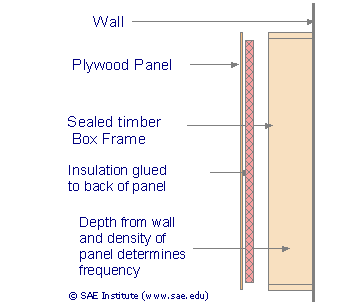 Wall
Plywood Panel
Sealed timber
Box Frame
Insulation glued
to back of panel
Depth from wall
and density of
panel determines
frequency
© SAE Institute (www.sae.edu)